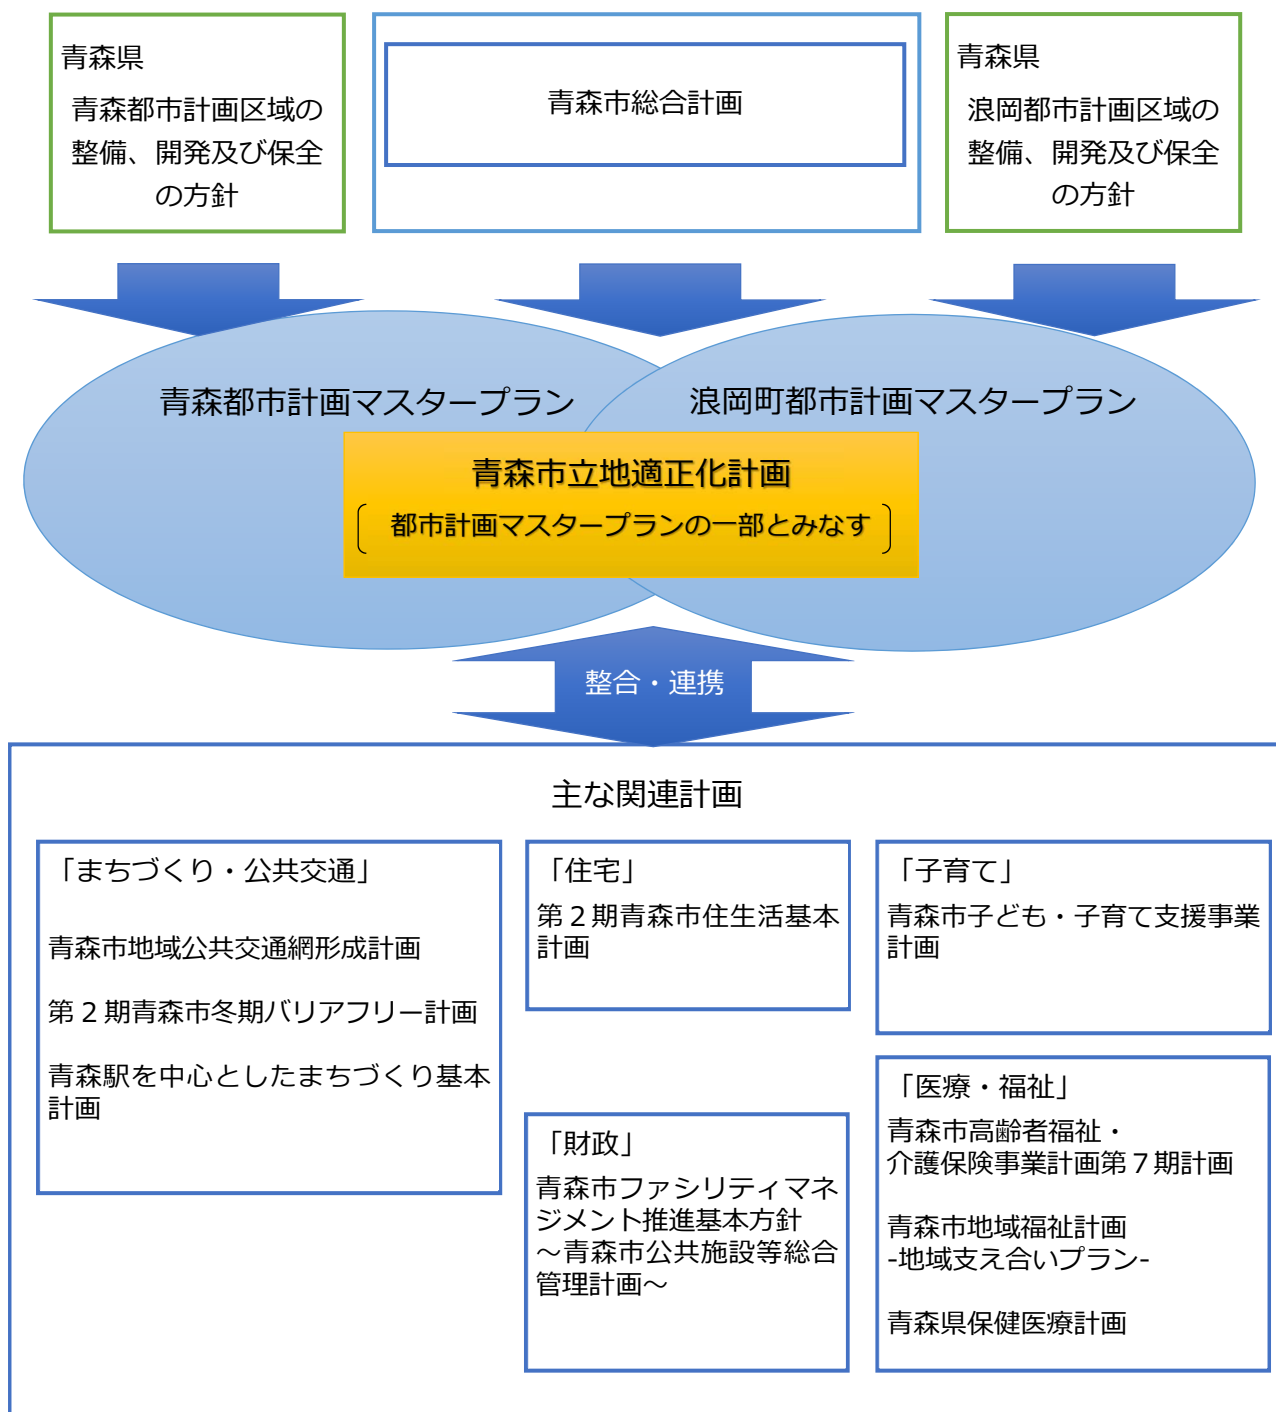 青森県
青森都市計画区域の
整備、開発及び保全
の方針
青森市総合計画
青森県
浪岡都市計画区域の
整備、開発及び保全
の方針
青森都市計画マスタープラン
浪岡町都市計画マスタープラン
青森市立地適正化計画
都市計画マスタープランの一部とみなす
整合・連携
主な関連計画
「まちづくり・公共交通」
青森市地域公共交通網形成計画
第２期青森市冬期バリアフリー計画
青森駅を中心としたまちづくり基本
計画
「住宅」
第２期青森市住生活基本
計画
「財政」
青森市ファシリティマネ
ジメント推進基本方針
～青森市公共施設等総合
管理計画～
「子育て」
青森市子ども・子育て支援事業
計画
「医療・福祉」
青森市高齢者福祉・
介護保険事業計画第７期計画
青森市地域福祉計画
-地域支え合いプラン-
青森県保健医療計画